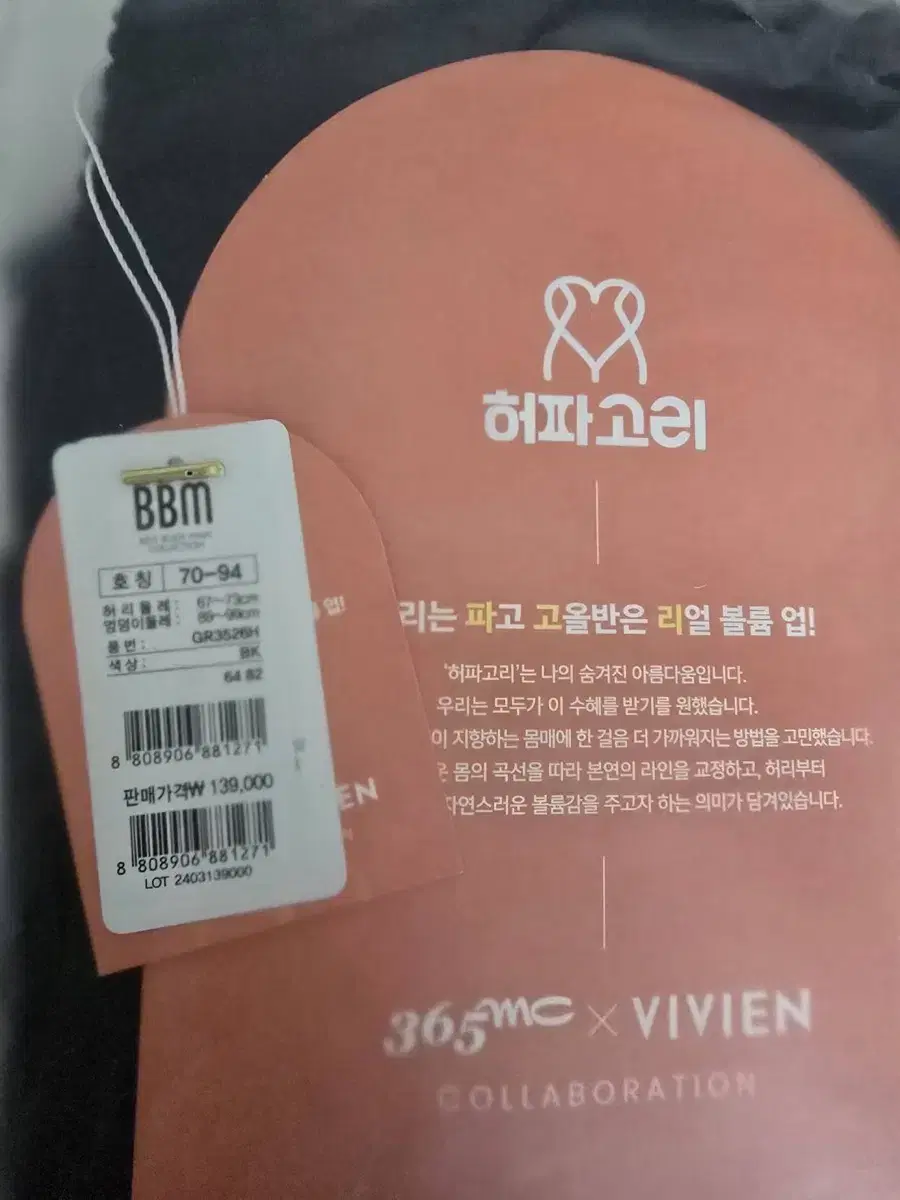 허파고리
리는 파고 고올반은 리얼 볼륨 업!
'허파고리'는 나의 숨겨진 아름다움입니다.
우리는 모두가 이 수혜를 받기를 원했습니다.
이 지향하는 몸매에 한 걸음 더 가까워지는 방법을 고민했습니다.
몸의 곡선을 따라 본연의 라인을 교정하고, 허리부터
자연스러운 볼륨감을 주고자 하는 의미가 담겨있습니다.
365mc × VIVIEN
COLLABORATION
BBM
COLLECTION
호칭 70-94
허리둘레: 67~73cm
엉덩이둘레: 89~99cm
품번: GR3526H
색상: BK
64 82
8 808906 881271
판매가격₩ 139,000
8 808906 881271
LOT 2403139000
업!
EN